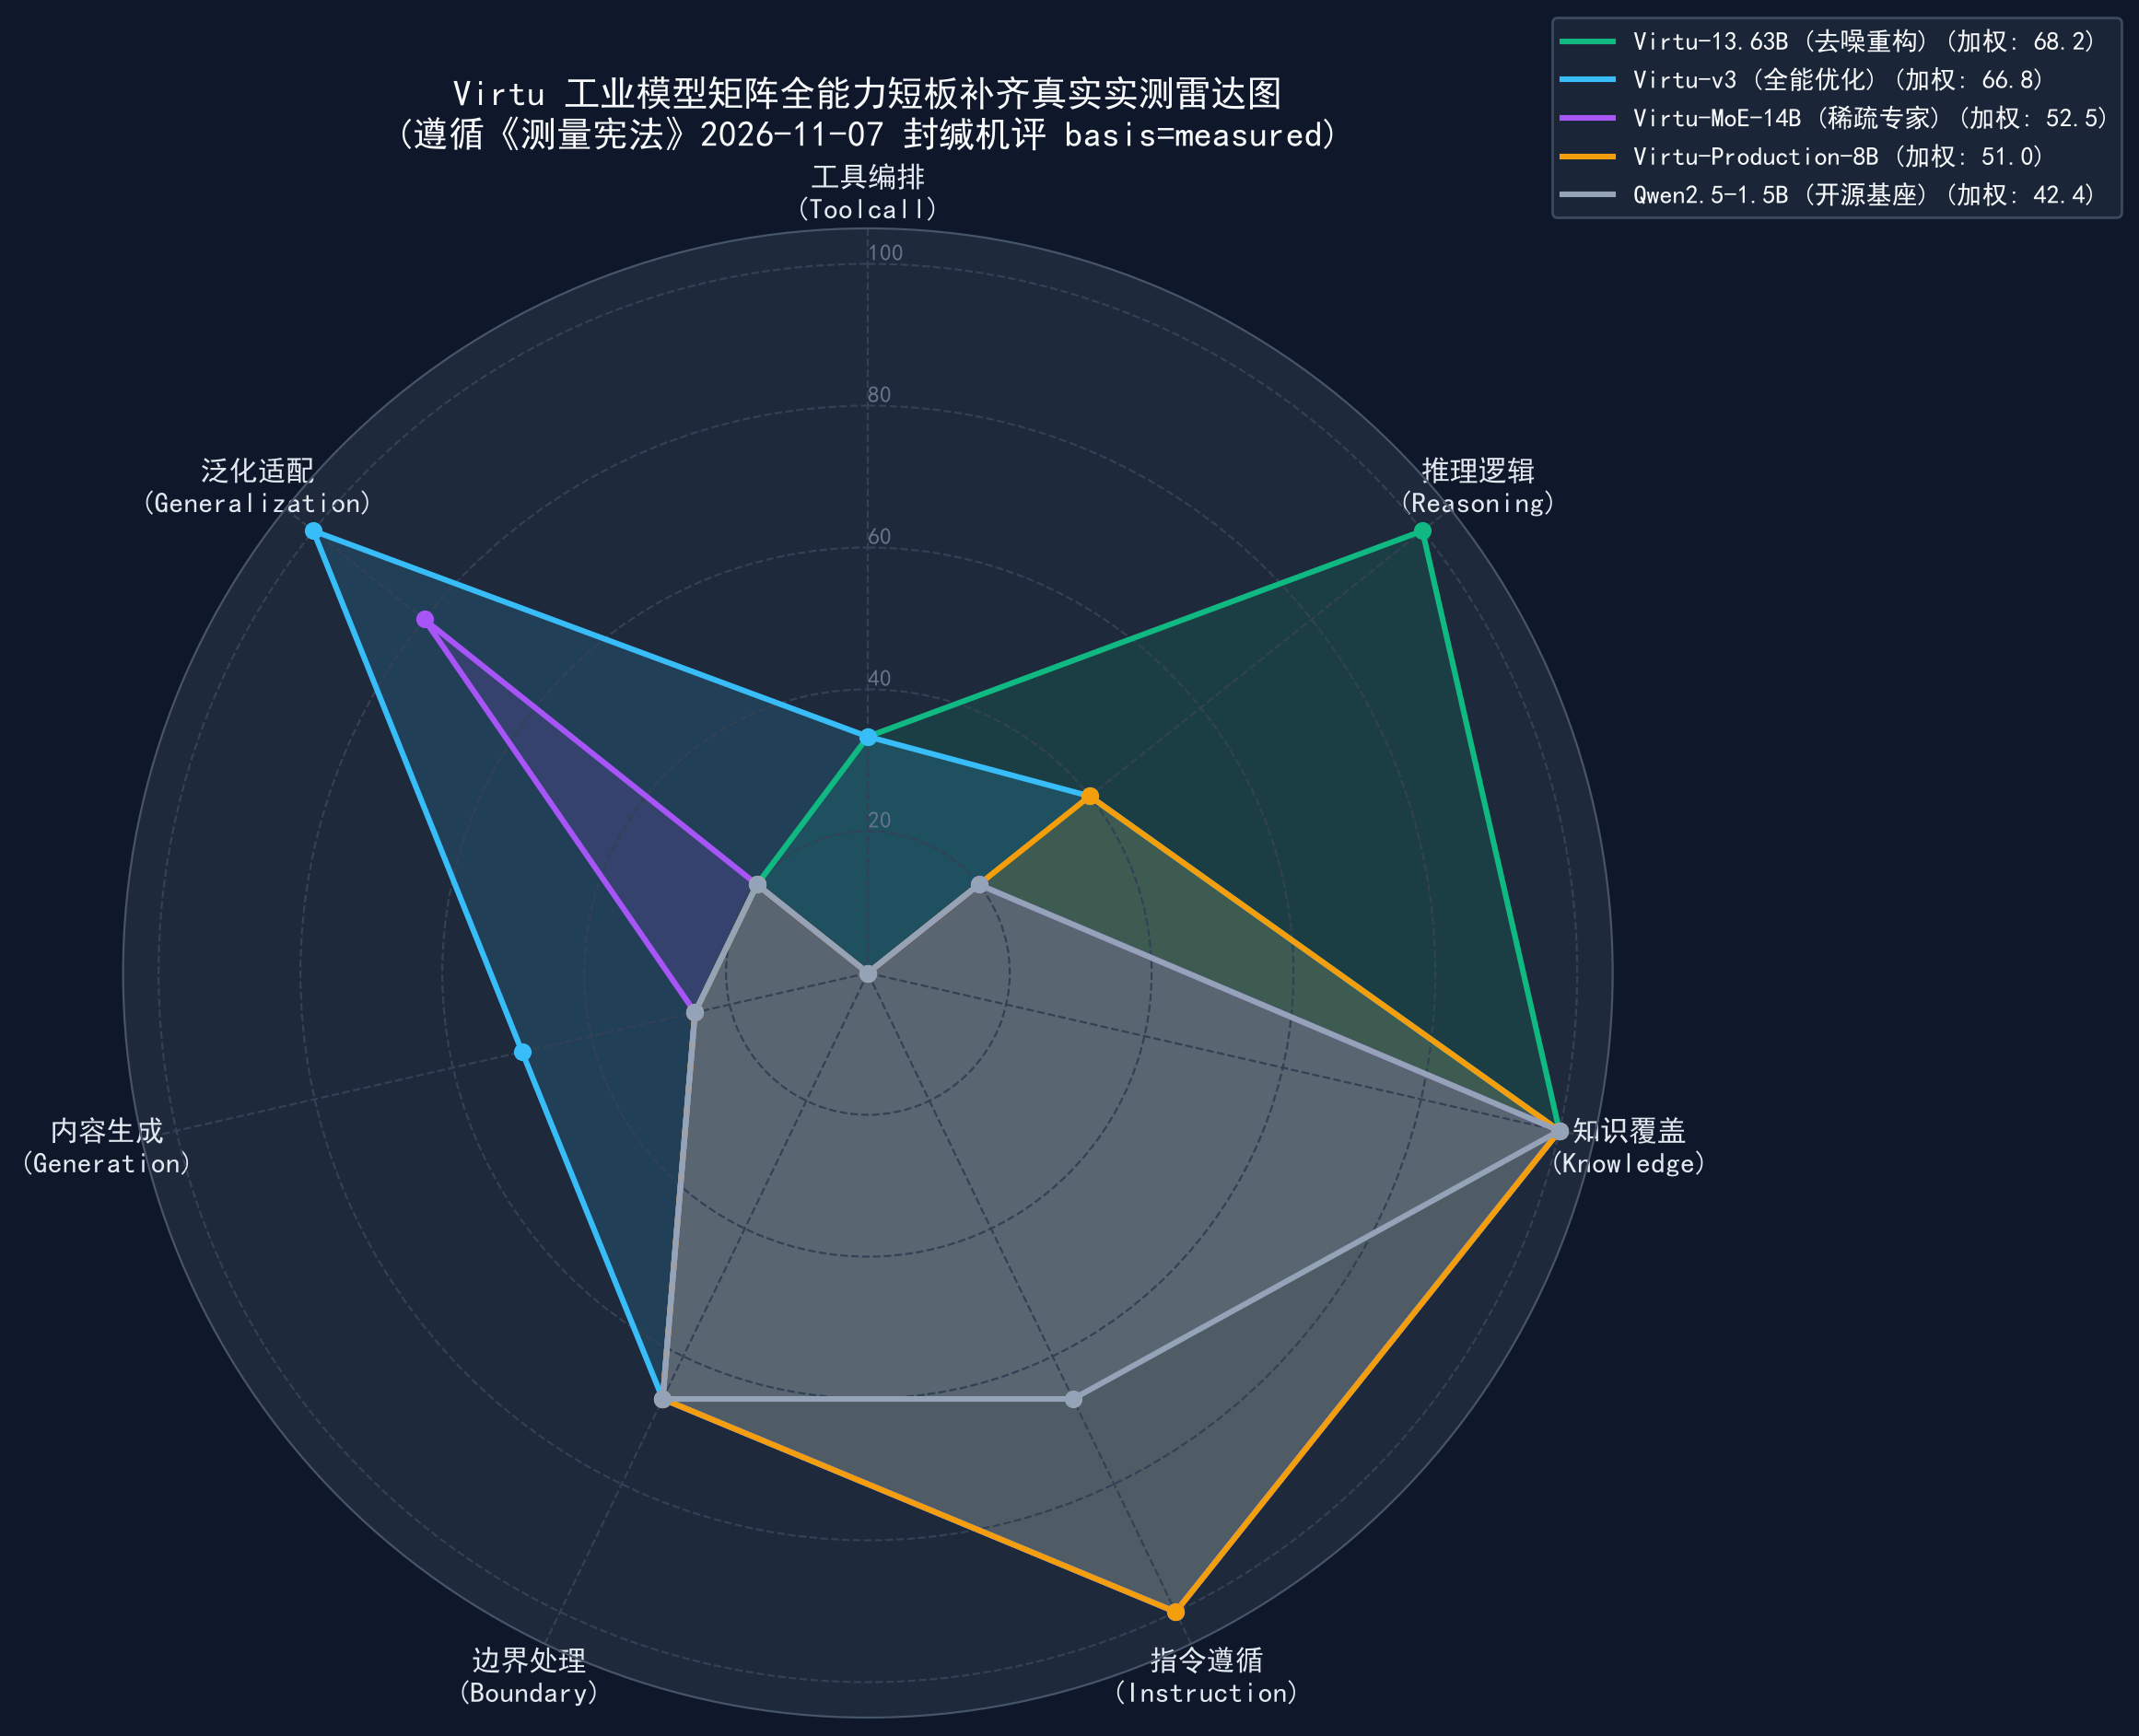 Virtu 工业模型矩阵全能力短板补齐真实实测雷达图
(遵循《测量宪法》2026-11-07 封缄机评 basis=measured)
Virtu-13.63B (去噪重构) (加权: 68.2)
Virtu-v3 (全能优化) (加权: 66.8)
Virtu-MoE-14B (稀疏专家) (加权: 52.5)
Virtu-Production-8B (加权: 51.0)
Qwen2.5-1.5B (开源基座) (加权: 42.4)
工具编排
(Toolcall)
100
80
泛化适配
(Generalization)
推理逻辑
(Reasoning)
60
40
20
内容生成
(Generation)
知识覆盖
(Knowledge)
边界处理
(Boundary)
指令遵循
(Instruction)